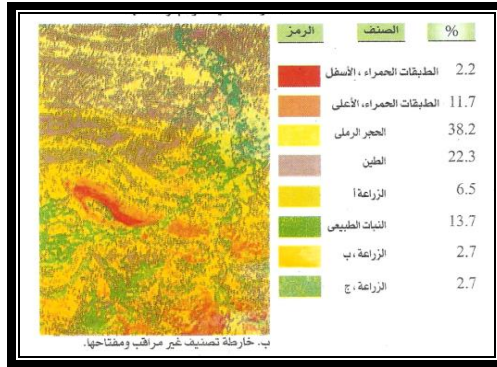 الرمز الصنف %
الطبقات الحمراء ، الأسفل 2.2
الطبقات الحمراء، الأعلى 11.7
الحجر الرملى 38.2
الطين 22.3
الزراعة أ 6.5
النبات الطبيعى 13.7
الزراعة ، ب 2.7
الزراعة ، ج 2.7
ب. خارطة تصنيف غير مراقب ومفتاحها.